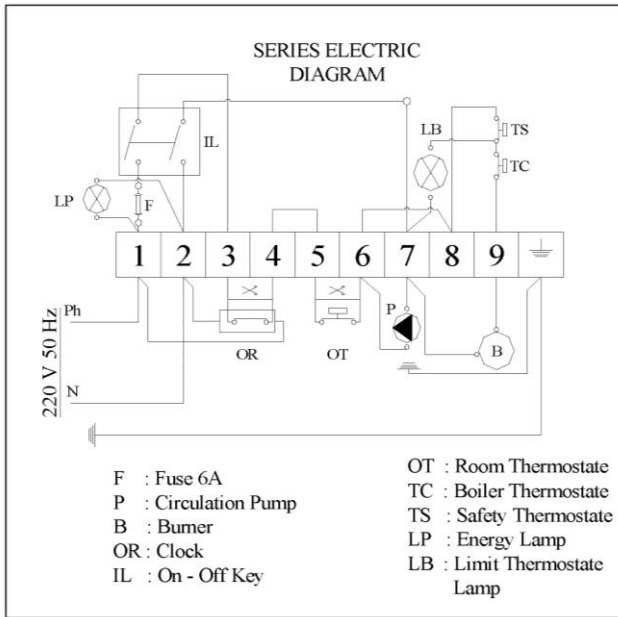 SERIES ELECTRIC
DIAGRAM
IL
LB
TS
TC
LP
F
1 2 3 4 5 6 7 8 9
Ph
P
220 V 50 Hz
OR
OT
B
N
F : Fuse 6A
P : Circulation Pump
B : Burner
OR : Clock
IL : On - Off Key
OT : Room Thermostate
TC : Boiler Thermostate
TS : Safety Thermostate
LP : Energy Lamp
LB : Limit Thermostate
Lamp